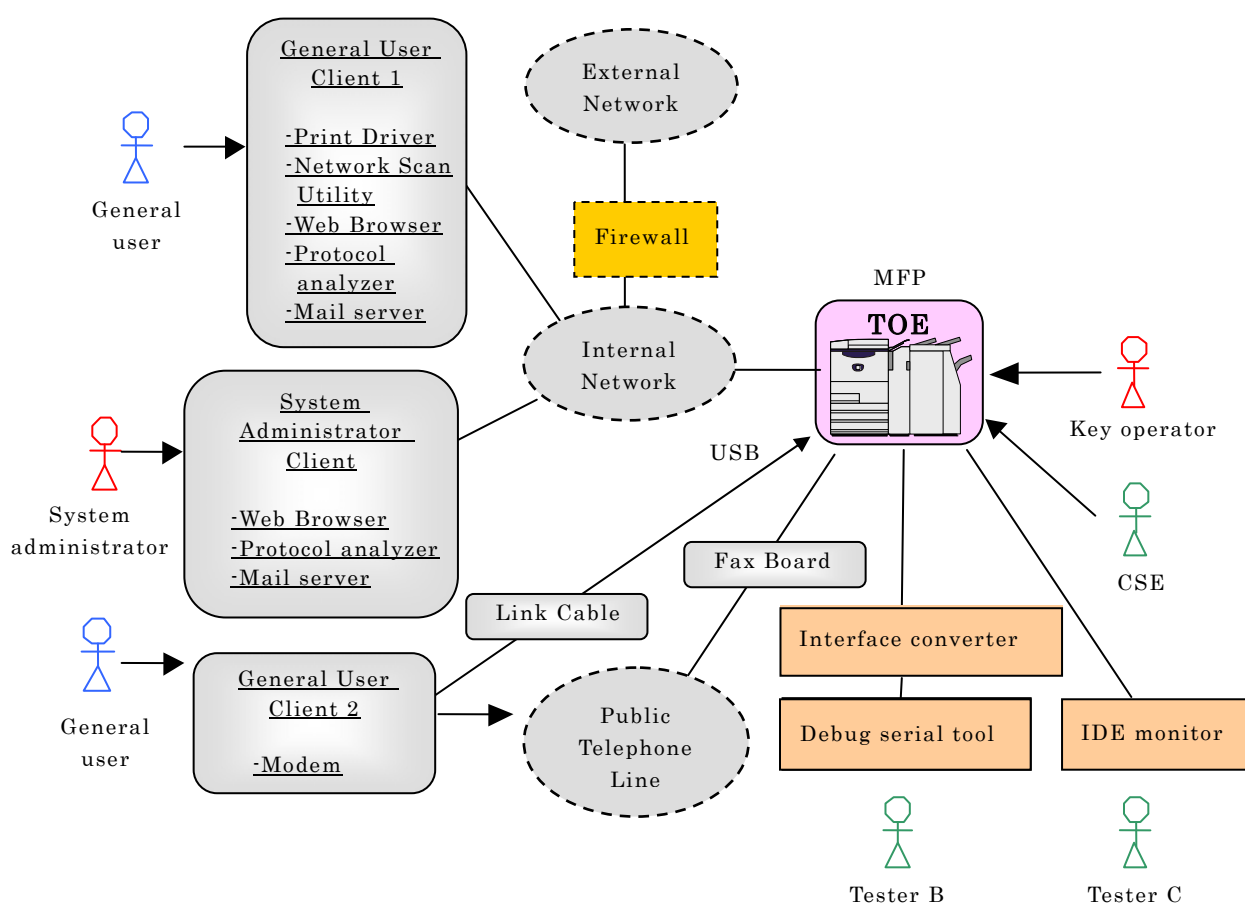 General User
Client 1
-Print Driver
-Network Scan
Utility
-Web Browser
-Protocol
analyzer
-Mail server
General
user
External
Network
Firewall
Internal
Network
MFP
TOE
Key operator
CSE
System
Administrator
Client
-Web Browser
-Protocol analyzer
-Mail server
System
administrator
USB
Fax Board
Link Cable
General User
Client 2
-Modem
General
user
Public
Telephone
Line
Interface converter
Debug serial tool
IDE monitor
Tester B
Tester C